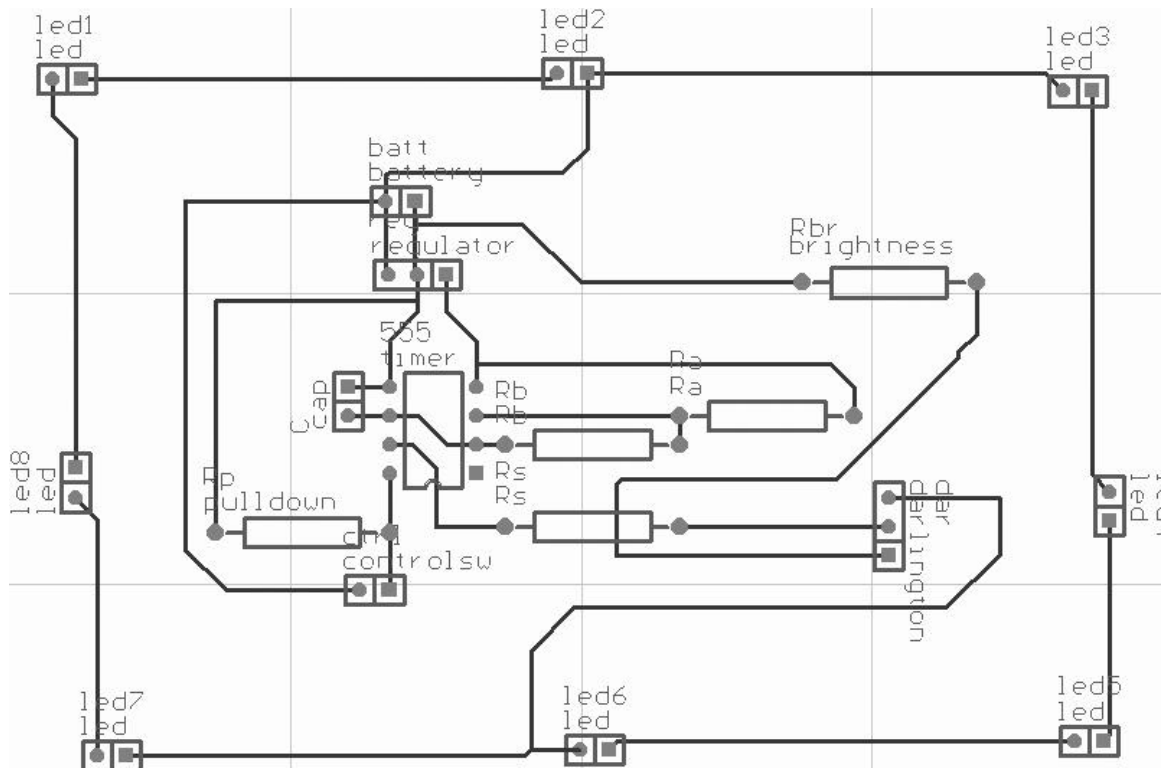 led1
led
led2
led
led3
led
batt
battery
reg
regulator
Rbr
brightness
555
timer
Ra
Ra
Rb
Rb
C
cap
Rs
Rs
led8
led
Rp
pulldown
ctrl
controlsw
dar
darlington
led
led7
led
led6
led
led5
led